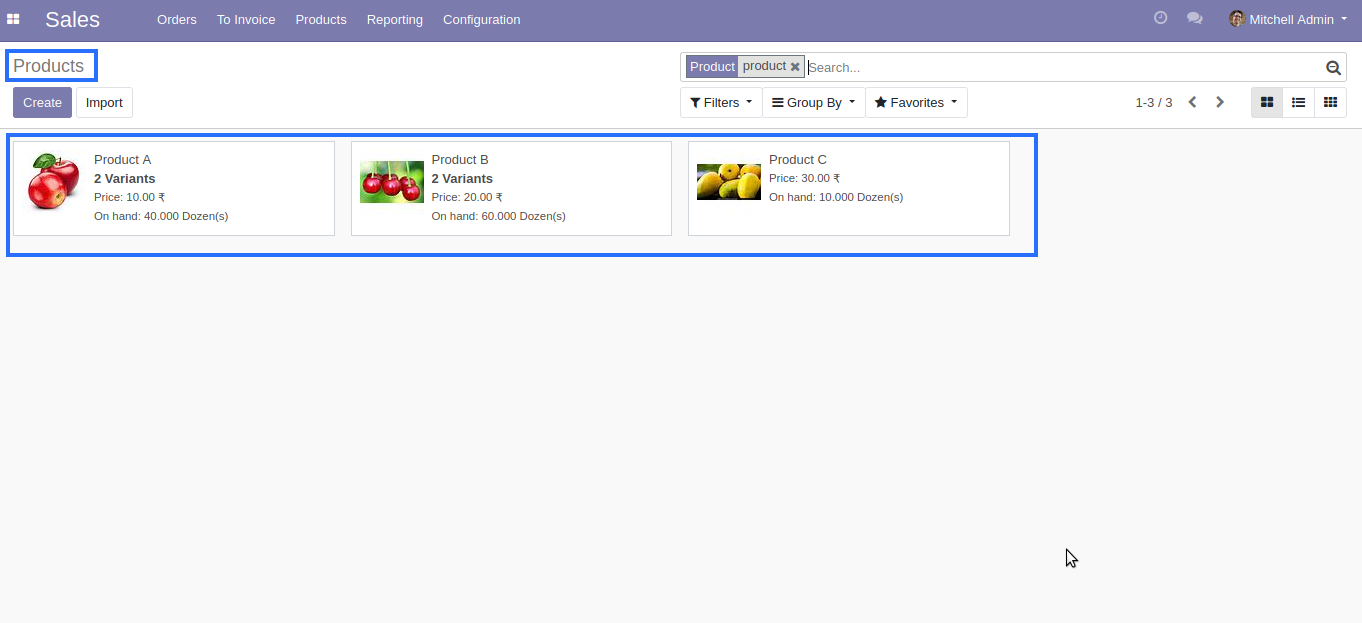 Sales Orders To Invoice Products Reporting Configuration Mitchell Admin
Products
Product product Search...
Create Import Filters Group By Favorites 1-3 / 3
Product A
2 Variants
Price: 10.00 ₹
On hand: 40.000 Dozen(s)
Product B
2 Variants
Price: 20.00 ₹
On hand: 60.000 Dozen(s)
Product C
Price: 30.00 ₹
On hand: 10.000 Dozen(s)